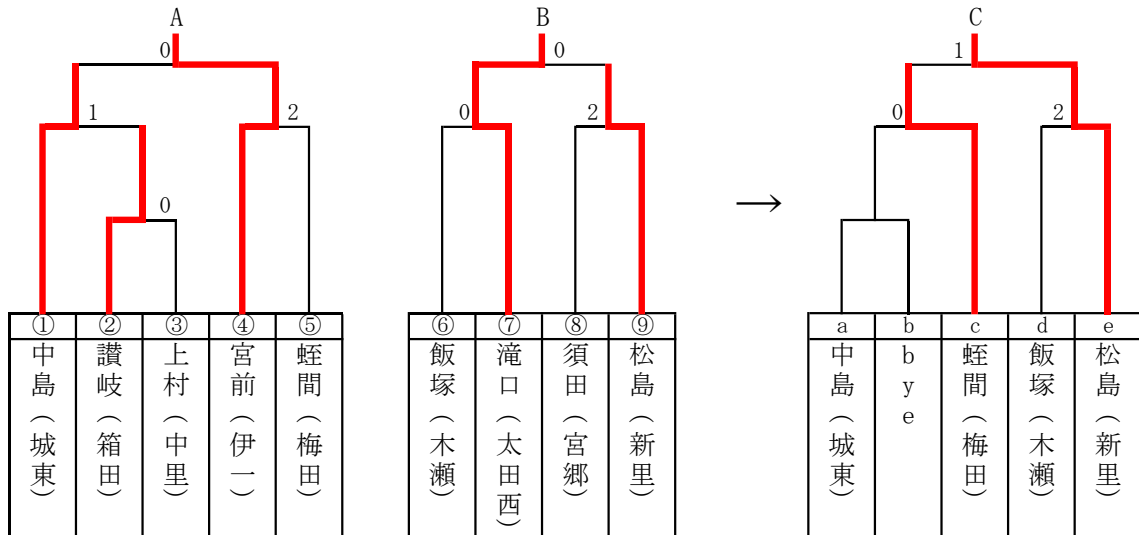 A
B
C
0
0
1
1
2
0
2
0
2
0
→
① ② ③ ④ ⑤
⑥ ⑦ ⑧ ⑨
a b c d e
中島（城東）
讃岐（箱田）
上村（中里）
宮前（伊一）
蛭間（梅田）
飯塚（木瀬）
滝口（太田西）
須田（宮郷）
松島（新里）
中島（城東）
bye
蛭間（梅田）
飯塚（木瀬）
松島（新里）